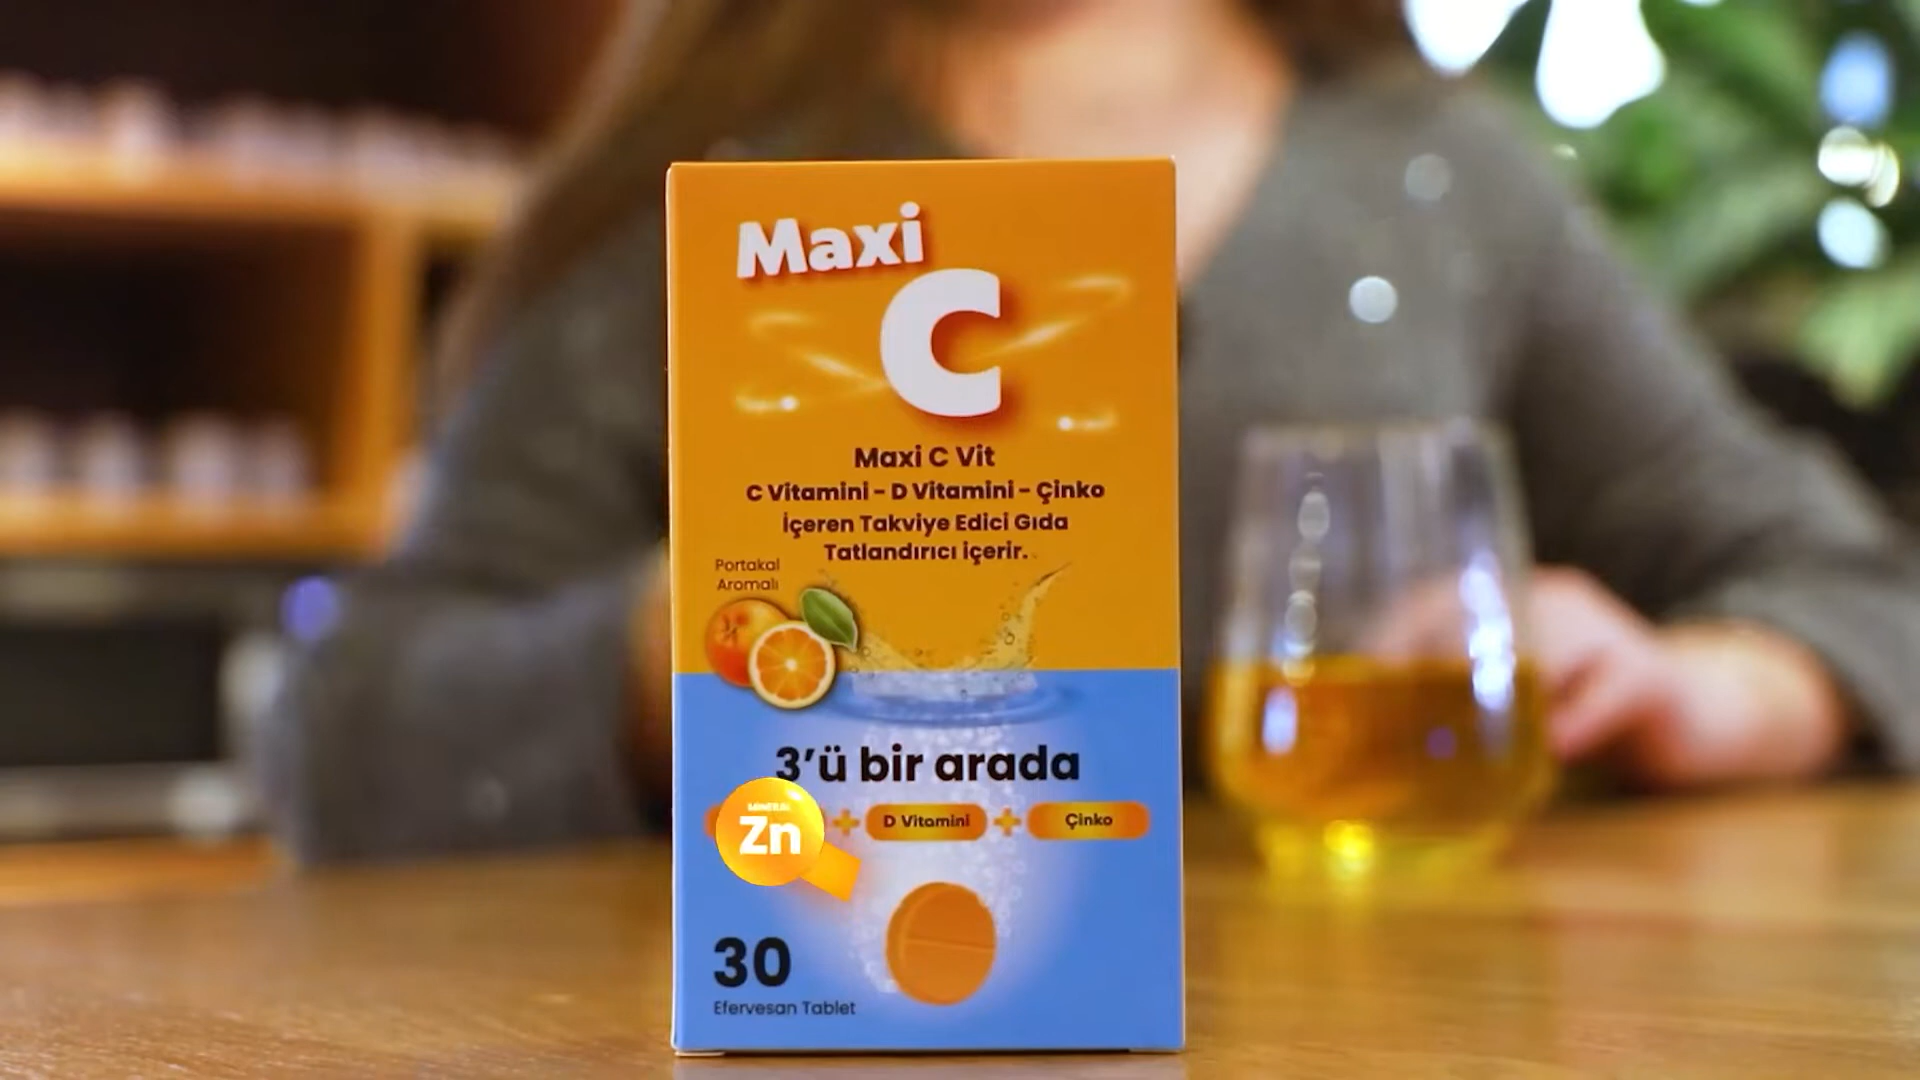 Maxi
C
Maxi C Vit
C Vitamini - D Vitamini - Çinko
İçeren Takviye Edici Gıda
Tatlandırıcı içerir.
Portakal
Aromalı
3'ü bir arada
MINERAL
Zn
+ D Vitamini + Çinko
30
Efervesan Tablet